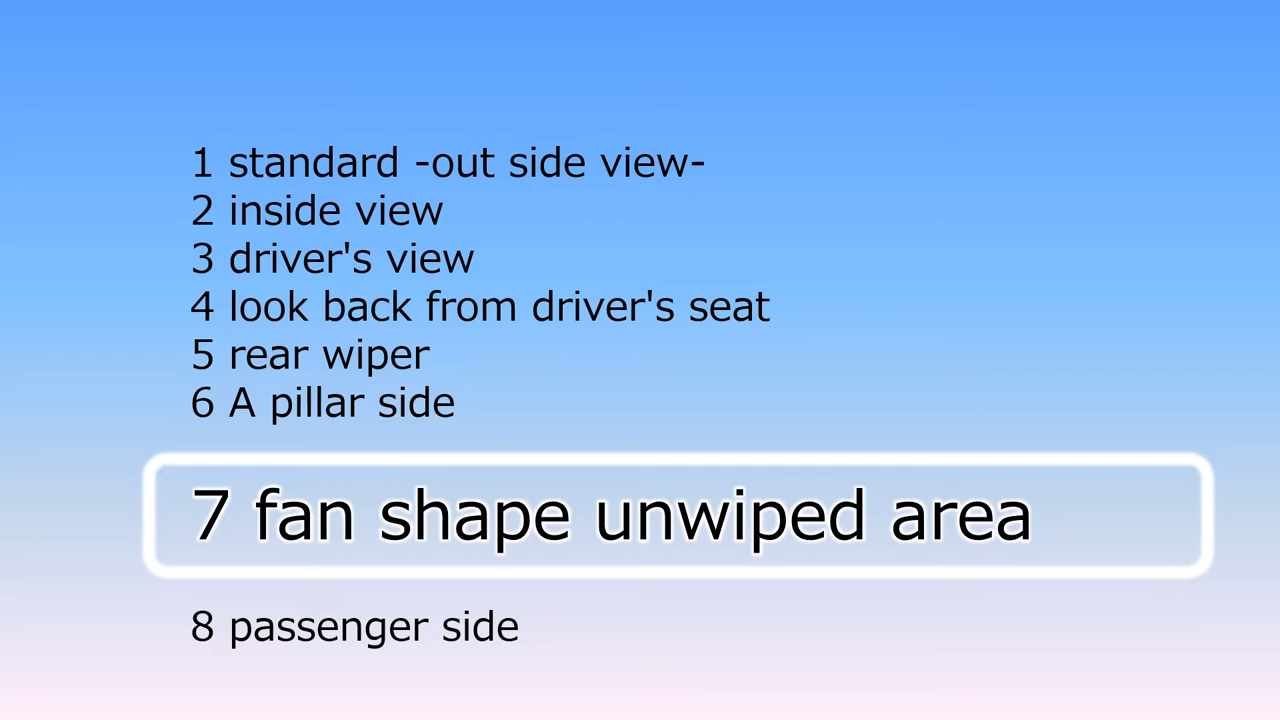 1 standard -out side view-
2 inside view
3 driver's view
4 look back from driver's seat
5 rear wiper
6 A pillar side
7 fan shape unwiped area
8 passenger side